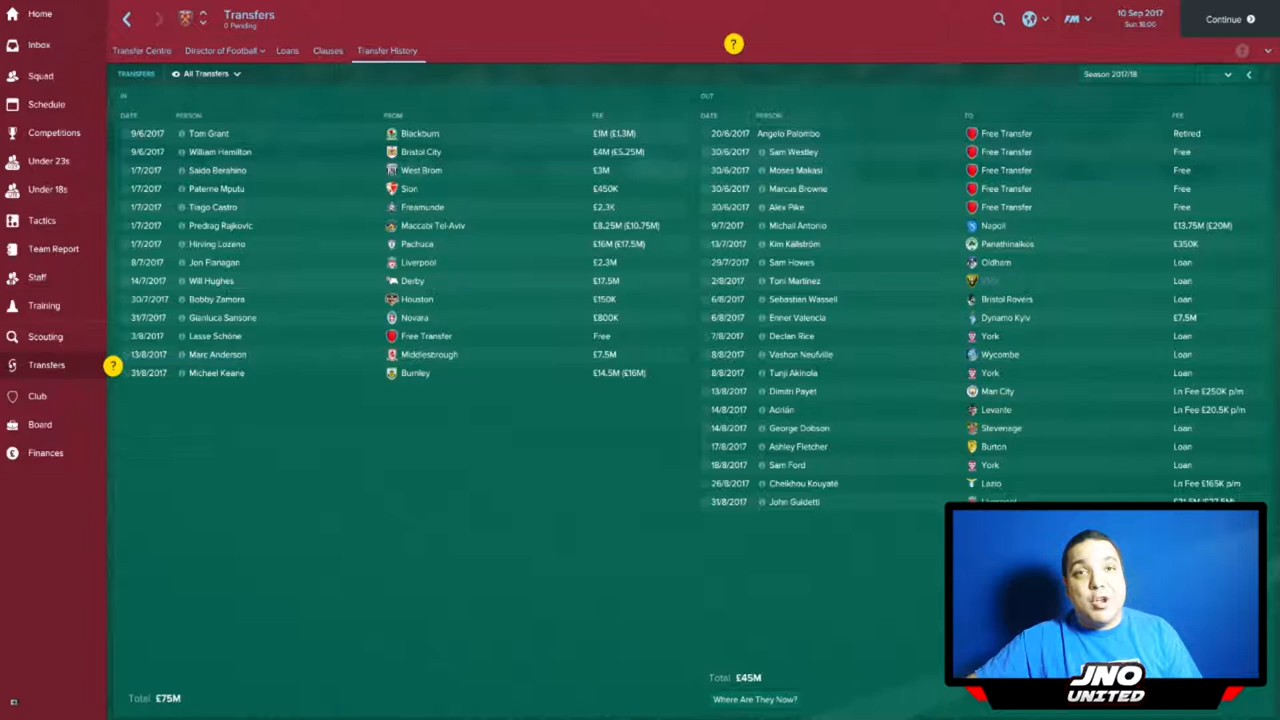 Home
Transfers
0 Pending
10 Sep 2017
Sun 18:00
Continue
Inbox
Transfer Centre Director of Football Loans Clauses Transfer History
?
?
Squad
TRANSFERS All Transfers Season 2017/18
Schedule
IN OUT
DATE PERSON FROM FEE DATE PERSON TO FEE
Competitions
9/6/2017 Tom Grant Blackburn £1M (£1.3M) 20/6/2017 Angelo Palombo Free Transfer Retired
9/6/2017 William Hamilton Bristol City £4M (£5.25M) 30/6/2017 Sam Westley Free Transfer Free
Under 23s
1/7/2017 Saido Berahino West Brom £3M 30/6/2017 Moses Makasi Free Transfer Free
Under 18s
1/7/2017 Paterne Mputu Sion £450K 30/6/2017 Marcus Browne Free Transfer Free
1/7/2017 Tiago Castro Freamunde £2.3K 30/6/2017 Alex Pike Free Transfer Free
Tactics
1/7/2017 Predrag Rajkovic Maccabi Tel-Aviv £8.25M (£10.75M) 9/7/2017 Michail Antonio Napoli £13.75M (£20M)
Team Report
1/7/2017 Hirving Lozano Pachuca £16M (£17.5M) 13/7/2017 Kim Källström Panathinaikos £350K
8/7/2017 Jon Flanagan Liverpool £2.3M 29/7/2017 Sam Howes Oldham Loan
Staff
14/7/2017 Will Hughes Derby £17.5M 2/8/2017 Toni Martínez Loan
30/7/2017 Bobby Zamora Houston £150K 6/8/2017 Sebastian Wassell Bristol Rovers Loan
Training
31/7/2017 Gianluca Sansone Novara £800K 6/8/2017 Enner Valencia Dynamo Kyiv £7.5M
Scouting
3/8/2017 Lasse Schöne Free Transfer Free 7/8/2017 Declan Rice York Loan
13/8/2017 Marc Anderson Middlesbrough £7.5M 8/8/2017 Vashon Neufville Wycombe Loan
Transfers
?
31/8/2017 Michael Keane Burnley £14.5M (£16M) 8/8/2017 Tunji Akinola York Loan
13/8/2017 Dimitri Payet Man City Ln Fee £250K p/m
Club
14/8/2017 Adrián Levante Ln Fee £20.5K p/m
Board
14/8/2017 George Dobson Stevenage Loan
17/8/2017 Ashley Fletcher Burton Loan
Finances
18/8/2017 Sam Ford York Loan
26/8/2017 Cheikhou Kouyaté Lazio Ln Fee £165K p/m
31/8/2017 John Guidetti Liverpool
Total £75M
Total £45M
Where Are They Now?
JNO
UNITED